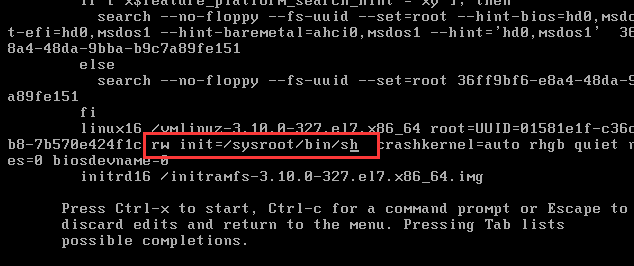 if [ x$feature_platform_search_hint = xy ]; then
search --no-floppy --fs-uuid --set=root --hint-bios=hd0,msdo
t-efi=hd0,msdos1 --hint-baremetal=ahci0,msdos1 --hint='hd0,msdos1' 36
8a4-48da-9bba-b9c7a89fe151
else
search --no-floppy --fs-uuid --set=root 36ff9bf6-e8a4-48da-9
a89fe151
fi
linux16 /vmlinuz-3.10.0-327.el7.x86_64 root=UUID=01581e1f-c36c
b8-7b570e424f1c rw init=/sysroot/bin/sh crashkernel=auto rhgb quiet n
es=0 biosdevname=0
initrd16 /initramfs-3.10.0-327.el7.x86_64.img
Press Ctrl-x to start, Ctrl-c for a command prompt or Escape to
discard edits and return to the menu. Pressing Tab lists
possible completions.